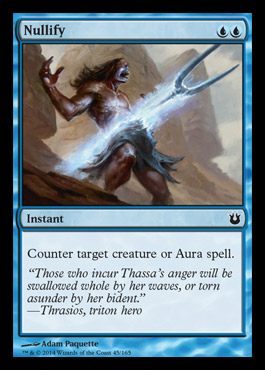 Nullify
Instant
Counter target creature or Aura spell.
“Those who incur Thassa’s anger will be
swallowed whole by her waves, or torn
asunder by her bident.”
—Thrasios, triton hero
Adam Paquette
™ & © 2014 Wizards of the Coast 45/165